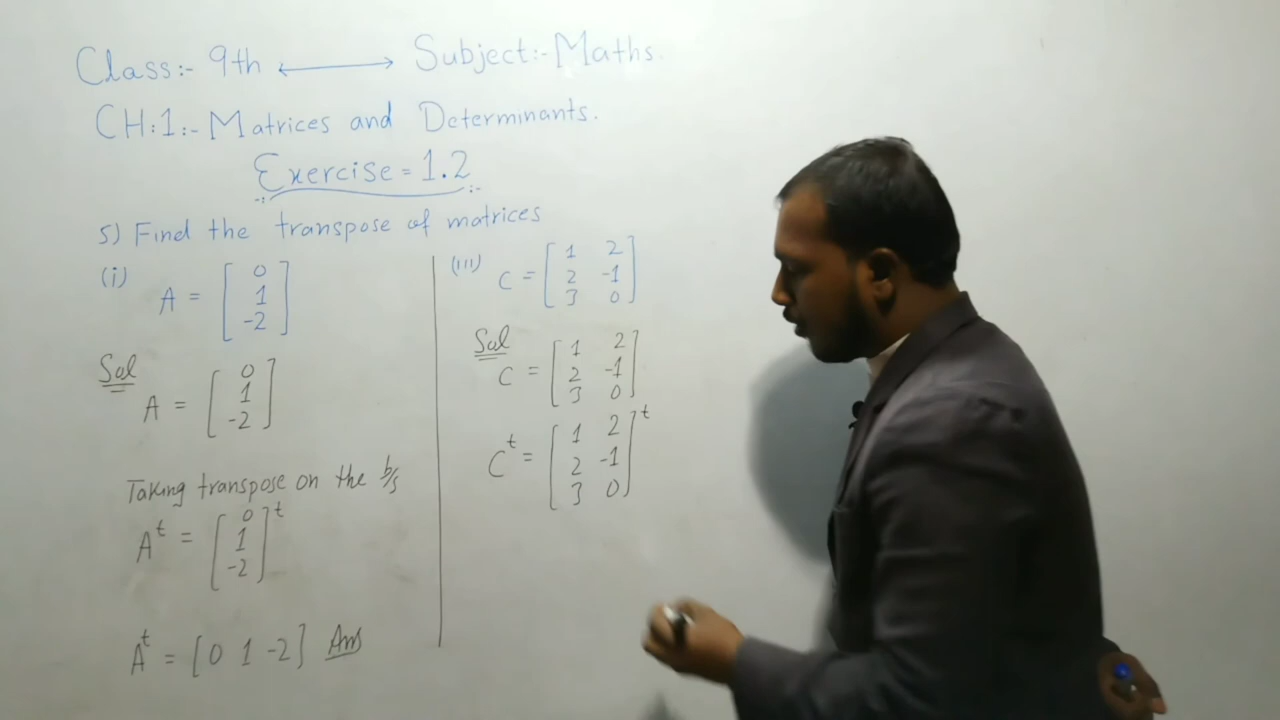 Class:- 9th ⟷ Subject:- Maths.
CH:1:- Matrices and Determinants.
Exercise = 1.2
5) Find the transpose of matrices
(i) A = [ 0
1
-2 ]
Sol
A = [ 0
1
-2 ]
Taking transpose on the b/s
A^t = [ 0
1
-2 ]^t
A^t = [ 0 1 -2 ] Ans
(III) C = [ 1 2
2 -1
3 0 ]
Sol
C = [ 1 2
2 -1
3 0 ]
C^t = [ 1 2
2 -1
3 0 ]^t